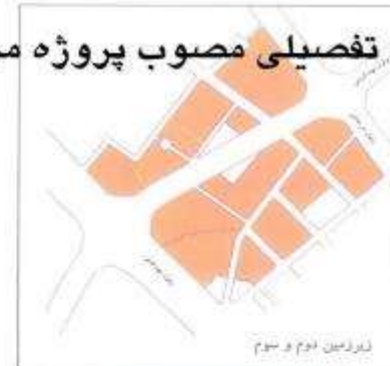 تفصیلی مصوب پروژه م
زیرزمین دوم و سوم